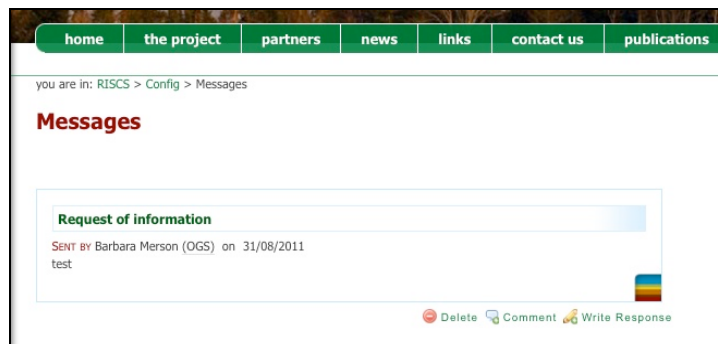 home the project partners news links contact us publications
you are in: RISCS > Config > Messages
Messages
Request of information
SENT BY Barbara Merson (OGS) on 31/08/2011
test
Delete Comment Write Response